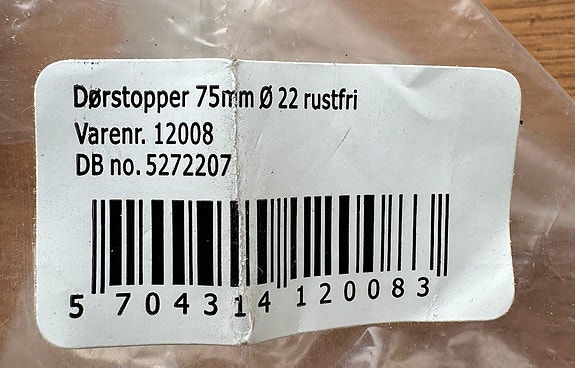 Dørstopper 75mm Ø 22 rustfri
Varenr. 12008
DB no. 5272207
5 704314 120083